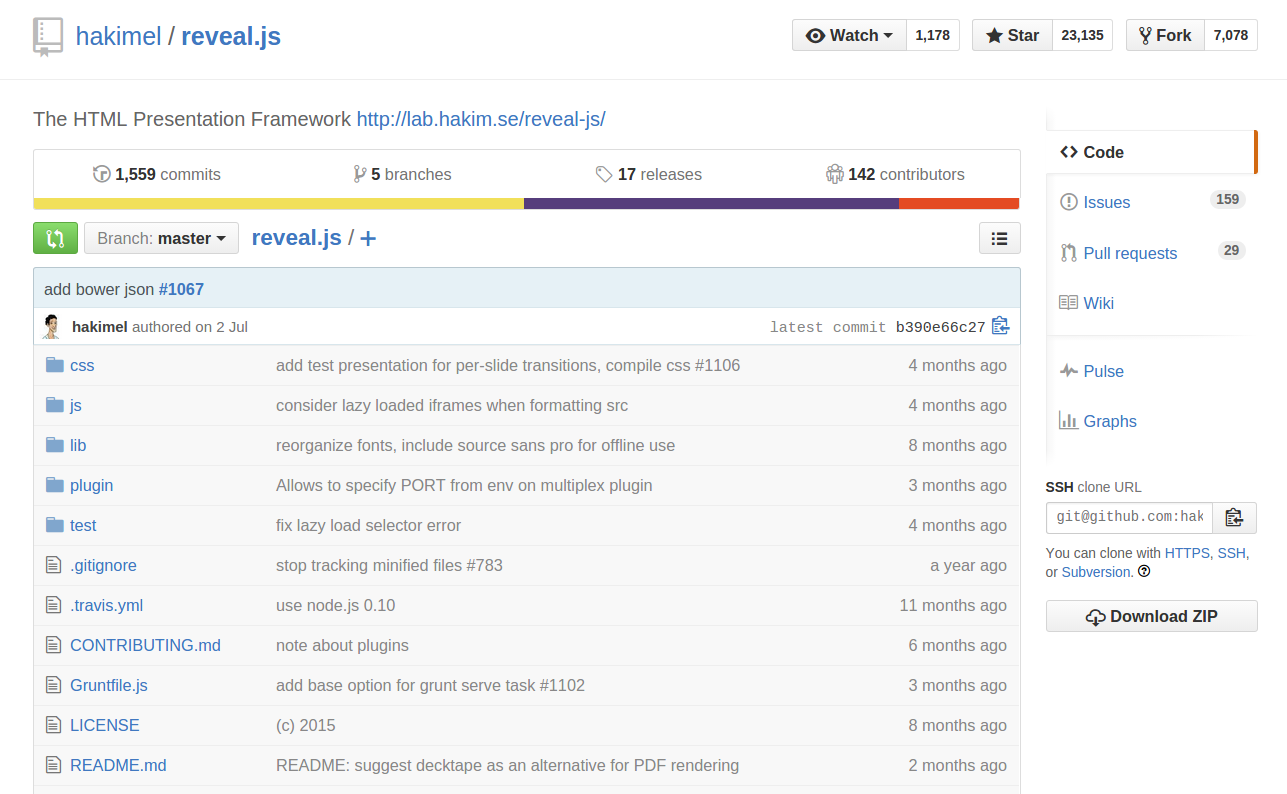 hakimel / reveal.js
Watch 1,178 Star 23,135 Fork 7,078
The HTML Presentation Framework http://lab.hakim.se/reveal-js/
1,559 commits 5 branches 17 releases 142 contributors
Branch: master reveal.js / +
add bower json #1067
hakimel authored on 2 Jul latest commit b390e66c27
css add test presentation for per-slide transitions, compile css #1106 4 months ago
js consider lazy loaded iframes when formatting src 4 months ago
lib reorganize fonts, include source sans pro for offline use 8 months ago
plugin Allows to specify PORT from env on multiplex plugin 3 months ago
test fix lazy load selector error 4 months ago
.gitignore stop tracking minified files #783 a year ago
.travis.yml use node.js 0.10 11 months ago
CONTRIBUTING.md note about plugins 6 months ago
Gruntfile.js add base option for grunt serve task #1102 3 months ago
LICENSE (c) 2015 8 months ago
README.md README: suggest decktape as an alternative for PDF rendering 2 months ago
Code
Issues 159
Pull requests 29
Wiki
Pulse
Graphs
SSH clone URL
git@github.com:hak
You can clone with HTTPS, SSH,
or Subversion.
Download ZIP